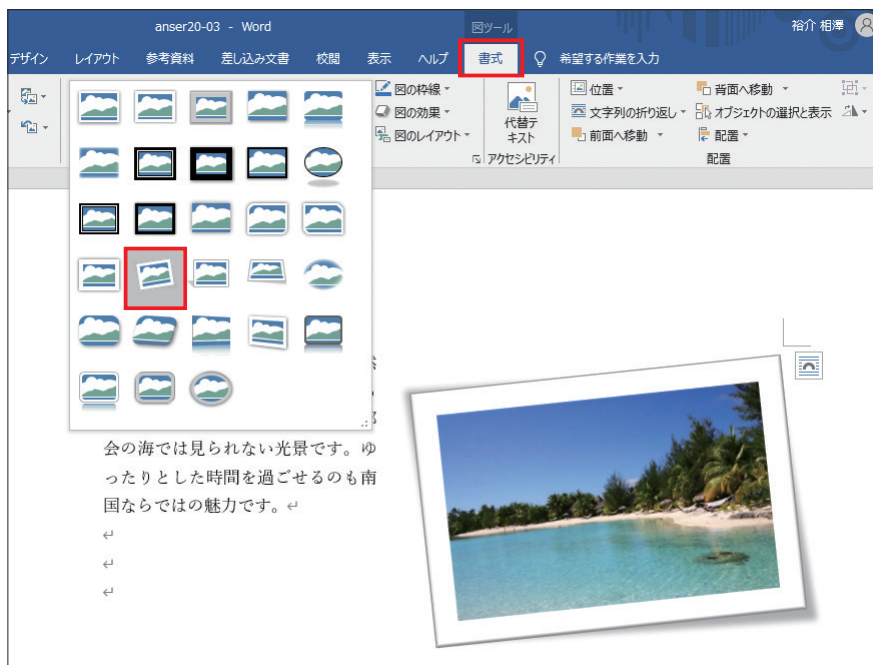 anser20-03 - Word
図ツール
裕介 相澤
デザイン レイアウト 参考資料 差し込み文書 校閲 表示 ヘルプ 書式 希望する作業を入力
図の枠線
図の効果
図のレイアウト
代替テ
キスト
アクセシビリティ
位置
文字列の折り返し
前面へ移動
背面へ移動
オブジェクトの選択と表示
配置
配置
会の海では見られない光景です。ゆ
ったりとした時間を過ごせるのも南
国ならではの魅力です。↵
↵
↵
↵